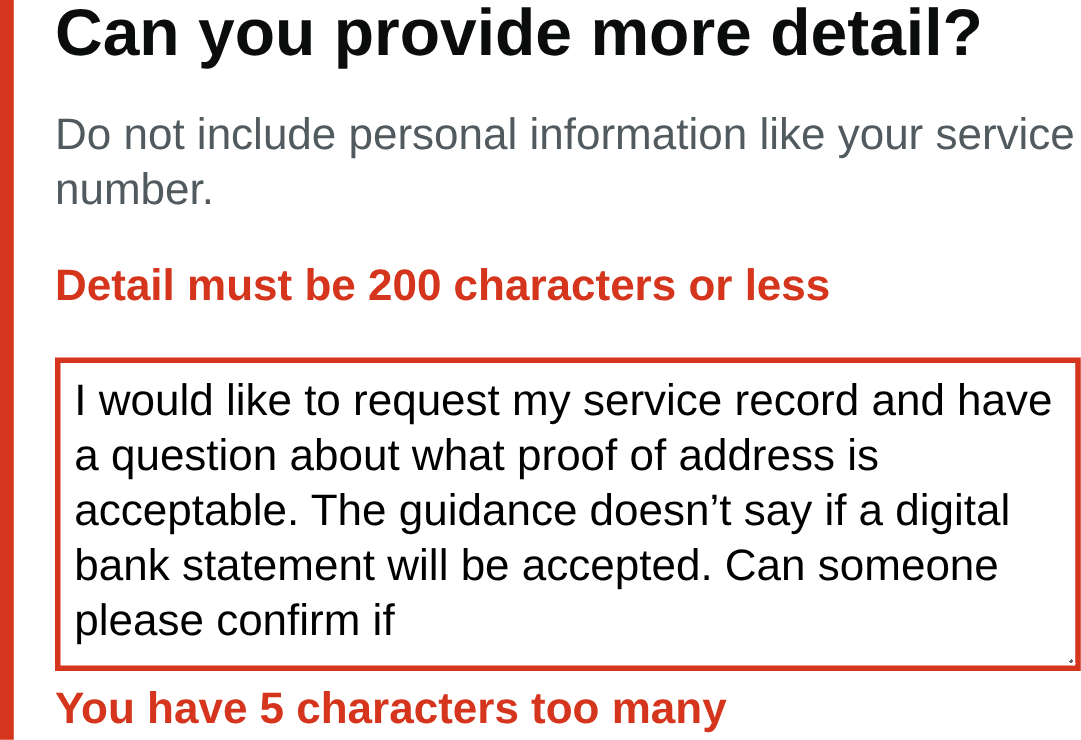 Can you provide more detail?
Do not include personal information like your service
number.
Detail must be 200 characters or less
I would like to request my service record and have
a question about what proof of address is
acceptable. The guidance doesn’t say if a digital
bank statement will be accepted. Can someone
please confirm if
You have 5 characters too many